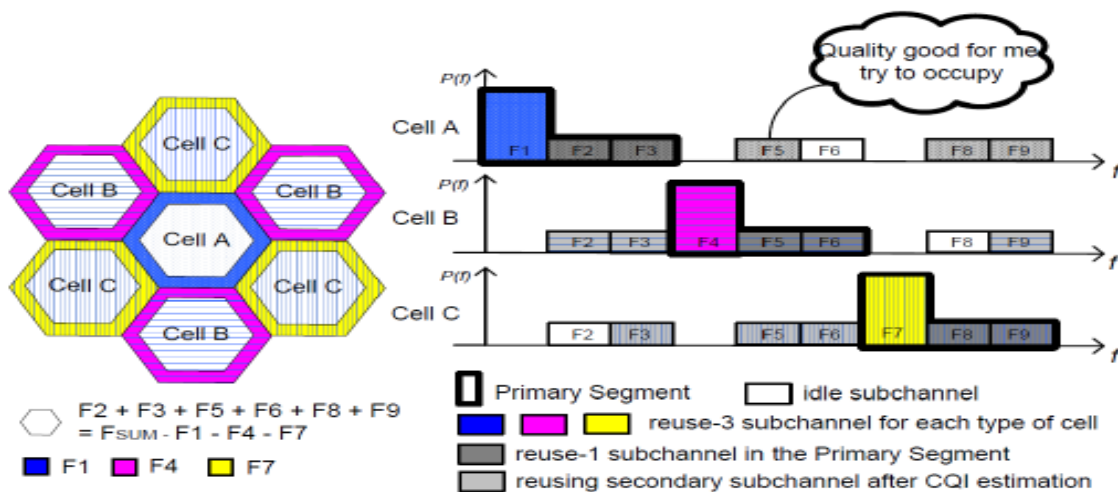 Quality good for me
try to occupy
P(f)
Cell A
F1
F2
F3
F5
F6
F8
F9
f
P(f)
Cell B
F2
F3
F4
F5
F6
F8
F9
f
P(f)
Cell C
F2
F3
F5
F6
F7
F8
F9
f
Cell C
Cell B
Cell B
Cell A
Cell C
Cell C
Cell B
F2 + F3 + F5 + F6 + F8 + F9
= FSUM - F1 - F4 - F7
F1
F4
F7
Primary Segment
idle subchannel
reuse-3 subchannel for each type of cell
reuse-1 subchannel in the Primary Segment
reusing secondary subchannel after CQI estimation